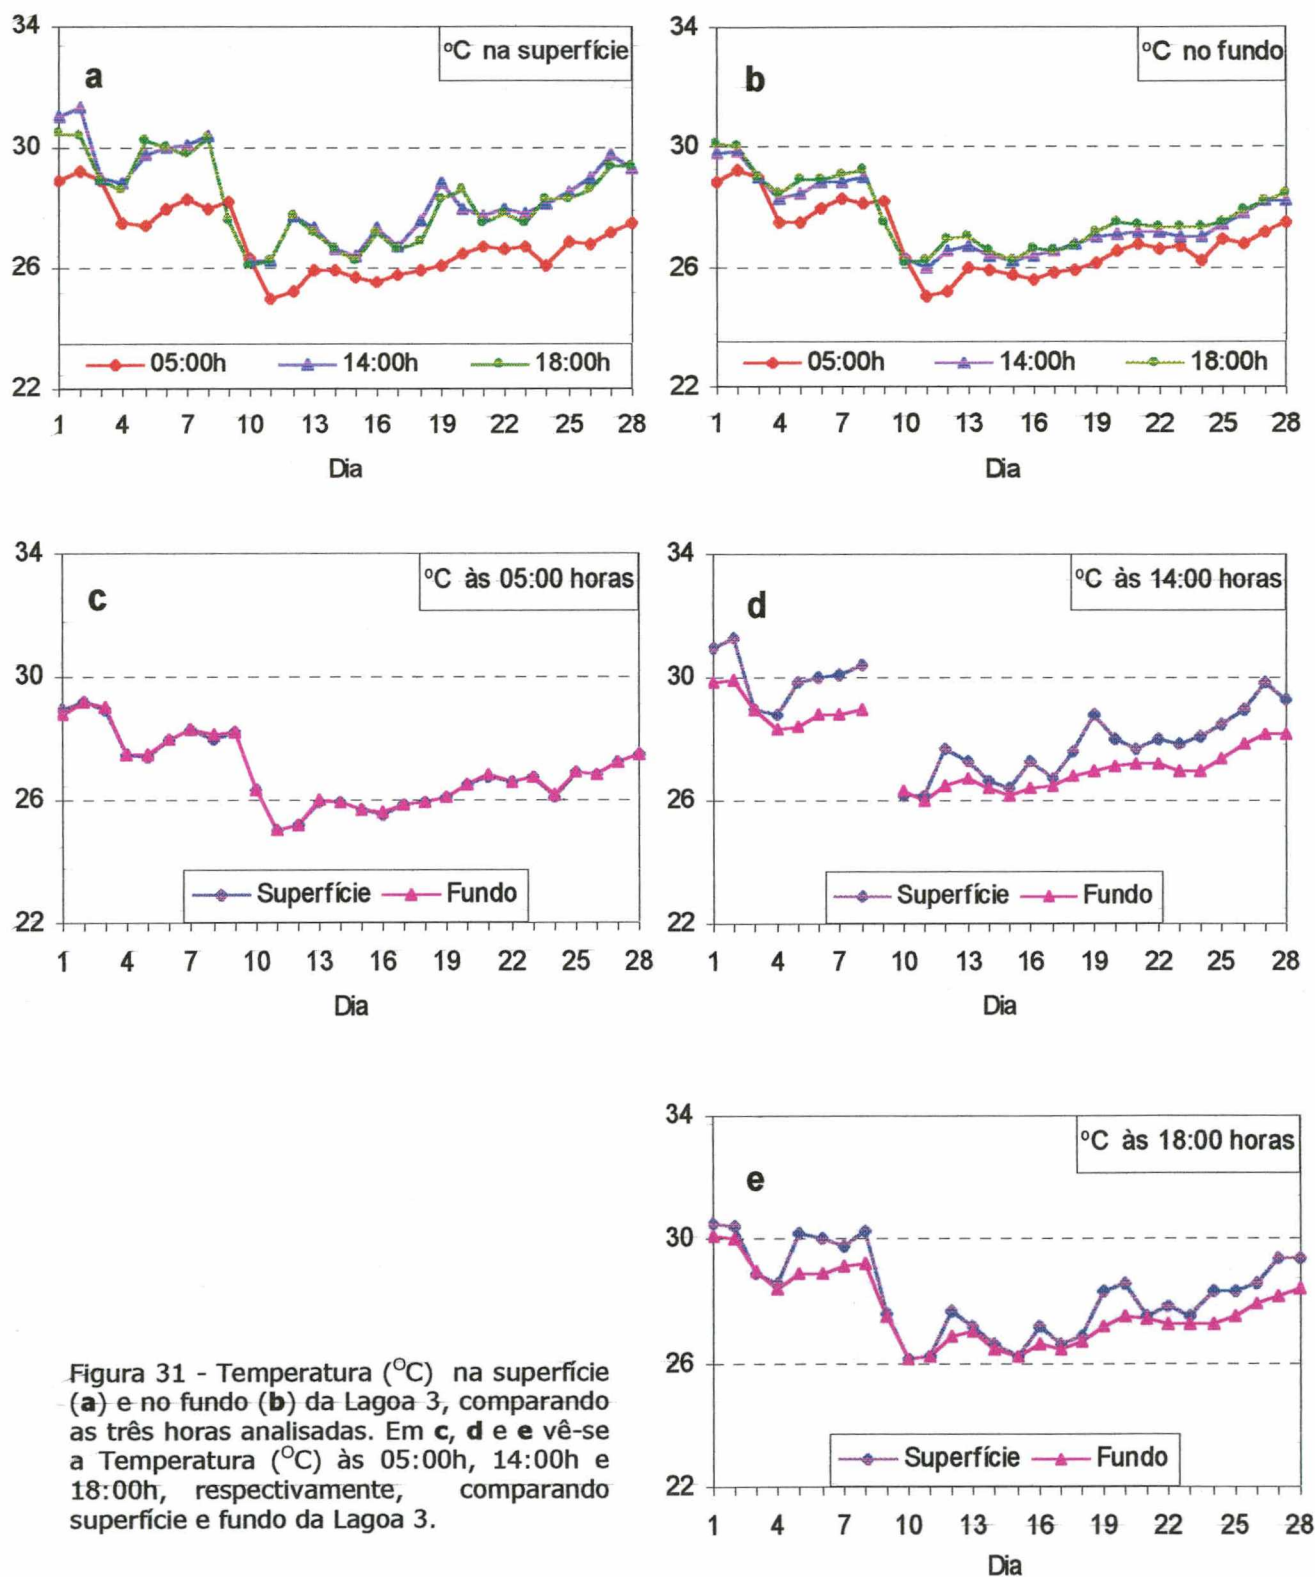 34
30
26
22
a
°C na superfície
05:00h 14:00h 18:00h
1 4 7 10 13 16 19 22 25 28
Dia
34
30
26
22
b
°C no fundo
05:00h 14:00h 18:00h
1 4 7 10 13 16 19 22 25 28
Dia
34
30
26
22
c
°C às 05:00 horas
Superfície Fundo
1 4 7 10 13 16 19 22 25 28
Dia
34
30
26
22
d
°C às 14:00 horas
Superfície Fundo
1 4 7 10 13 16 19 22 25 28
Dia
34
30
26
22
e
°C às 18:00 horas
Superfície Fundo
1 4 7 10 13 16 19 22 25 28
Dia
Figura 31 - Temperatura (°C) na superfície
(a) e no fundo (b) da Lagoa 3, comparando
as três horas analisadas. Em c, d e e vê-se
a Temperatura (°C) às 05:00h, 14:00h e
18:00h, respectivamente, comparando
superfície e fundo da Lagoa 3.